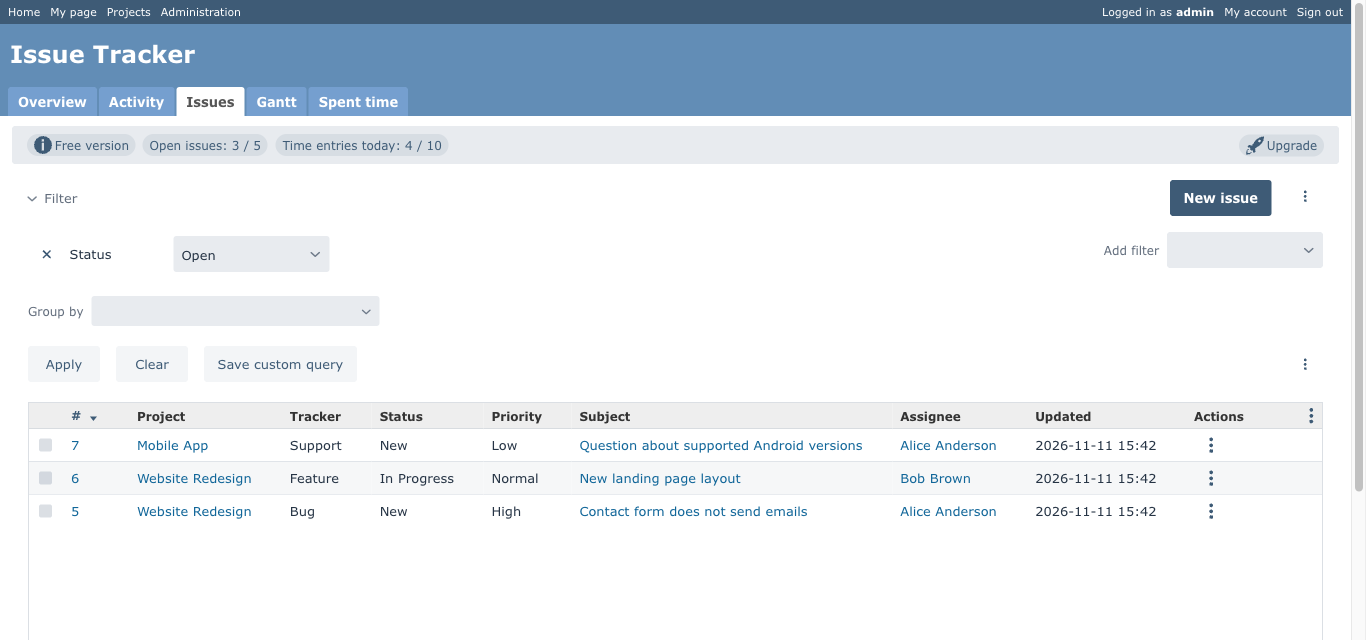 Home My page Projects Administration Logged in as admin My account Sign out
Issue Tracker
Overview Activity Issues Gantt Spent time
Free version Open issues: 3 / 5 Time entries today: 4 / 10 Upgrade
Filter New issue
Status Open Add filter
Group by
Apply Clear Save custom query
# Project Tracker Status Priority Subject Assignee Updated Actions
7 Mobile App Support New Low Question about supported Android versions Alice Anderson 2026-11-11 15:42
6 Website Redesign Feature In Progress Normal New landing page layout Bob Brown 2026-11-11 15:42
5 Website Redesign Bug New High Contact form does not send emails Alice Anderson 2026-11-11 15:42